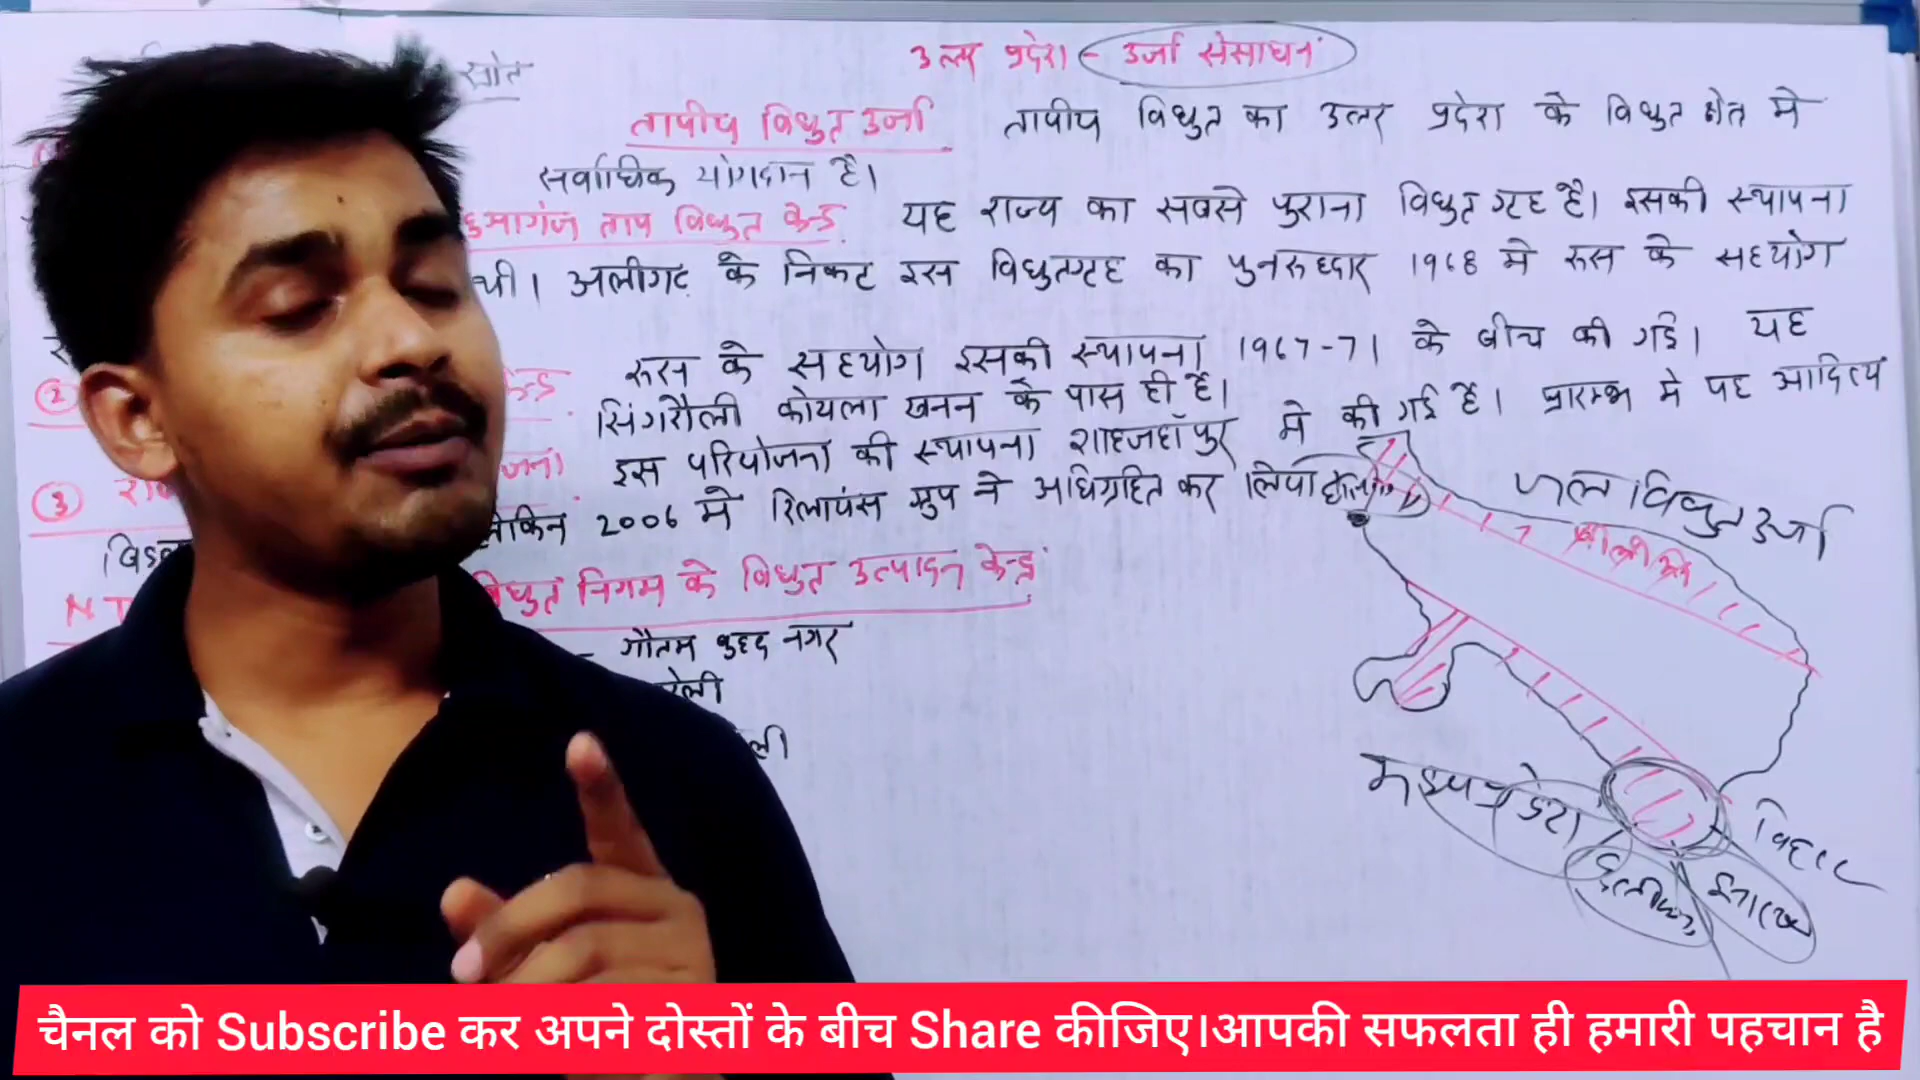 स्रोत
उत्तर प्रदेश - उर्जा संसाधन
तापीय विधुत उर्जा तापीय विधुत का उत्तर प्रदेश के विधुत क्षेत्र मे
सर्वाधिक योगदान है।
ताप विधुत केन्द्र यह राज्य का सबसे पुराना विधुत गृह है। इसकी स्थापना
थी। अलीगढ़ के निकट इस विधुतगृह का पुनरुध्दार 1968 मे रूस के सहयोग
② रूस के सहयोग इसकी स्थापना 1967-71 के बीच की गई। यह
सिंगरौली कोयला खनन के पास ही है।
③ इस परियोजना की स्थापना शाहजहाँपुर मे की गई है। प्रारम्भ मे यह आदित्य
लेकिन 2006 मे रिलायंस ग्रुप ने अधिग्रहित कर लिया
NT विधुत निगम के विधुत उत्पादन केन्द्र
- गौतम बुध्द नगर
जल विधुत उर्जा
मध्य प्रदेश
बिहार
चैनल को Subscribe कर अपने दोस्तों के बीच Share कीजिए।आपकी सफलता ही हमारी पहचान है